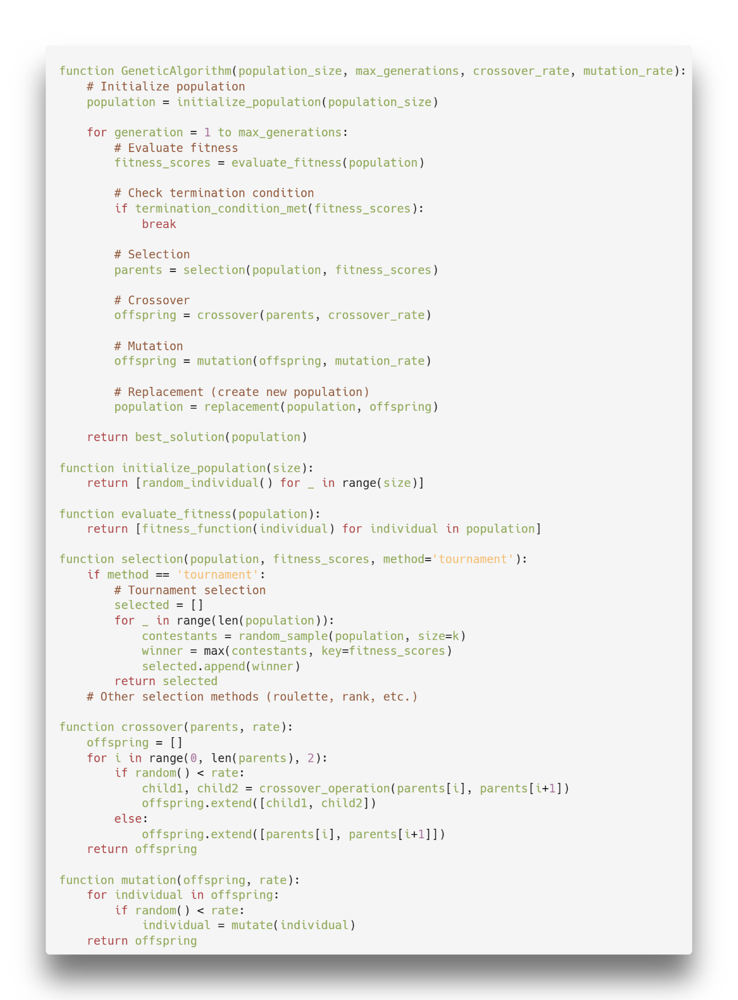 function GeneticAlgorithm(population_size, max_generations, crossover_rate, mutation_rate):
    # Initialize population
    population = initialize_population(population_size)

    for generation = 1 to max_generations:
        # Evaluate fitness
        fitness_scores = evaluate_fitness(population)

        # Check termination condition
        if termination_condition_met(fitness_scores):
            break

        # Selection
        parents = selection(population, fitness_scores)

        # Crossover
        offspring = crossover(parents, crossover_rate)

        # Mutation
        offspring = mutation(offspring, mutation_rate)

        # Replacement (create new population)
        population = replacement(population, offspring)

    return best_solution(population)

function initialize_population(size):
    return [random_individual() for _ in range(size)]

function evaluate_fitness(population):
    return [fitness_function(individual) for individual in population]

function selection(population, fitness_scores, method='tournament'):
    if method == 'tournament':
        # Tournament selection
        selected = []
        for _ in range(len(population)):
            contestants = random_sample(population, size=k)
            winner = max(contestants, key=fitness_scores)
            selected.append(winner)
        return selected
    # Other selection methods (roulette, rank, etc.)

function crossover(parents, rate):
    offspring = []
    for i in range(0, len(parents), 2):
        if random() < rate:
            child1, child2 = crossover_operation(parents[i], parents[i+1])
            offspring.extend([child1, child2])
        else:
            offspring.extend([parents[i], parents[i+1]])
    return offspring

function mutation(offspring, rate):
    for individual in offspring:
        if random() < rate:
            individual = mutate(individual)
    return offspring